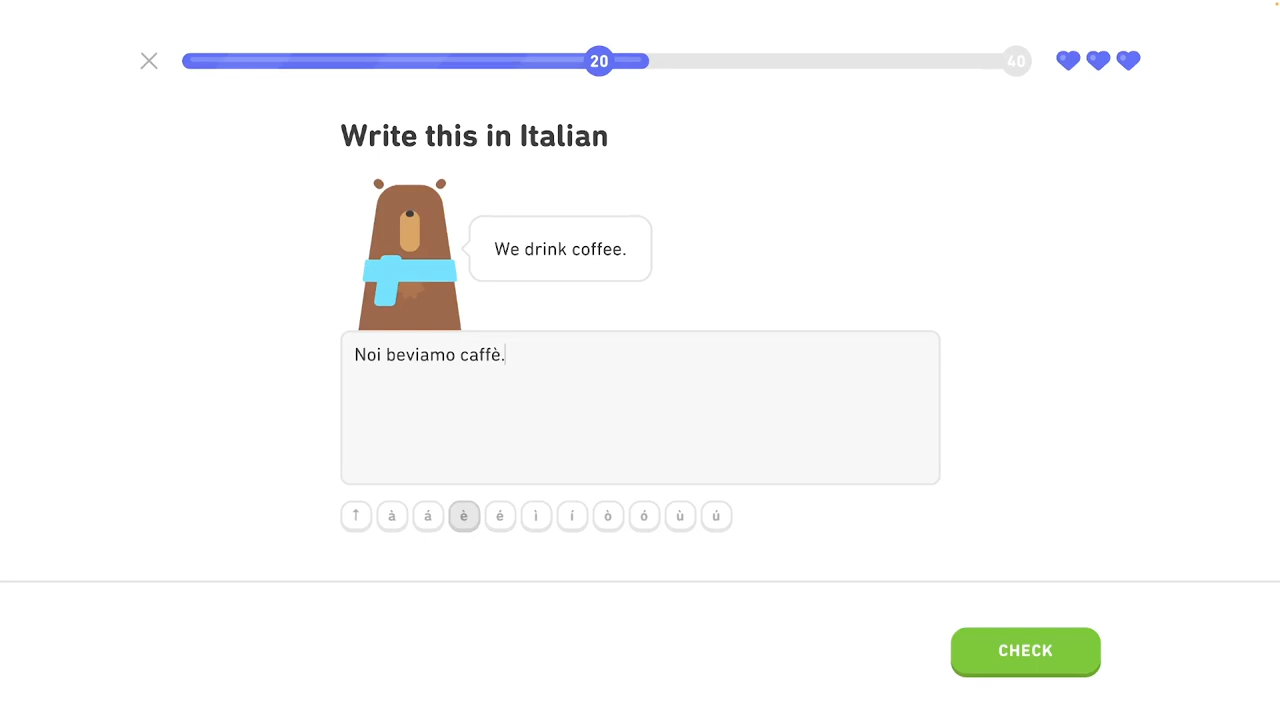 20
40
Write this in Italian
We drink coffee.
Noi beviamo caffè.
↑ à á è é ì í ò ó ù ú
CHECK